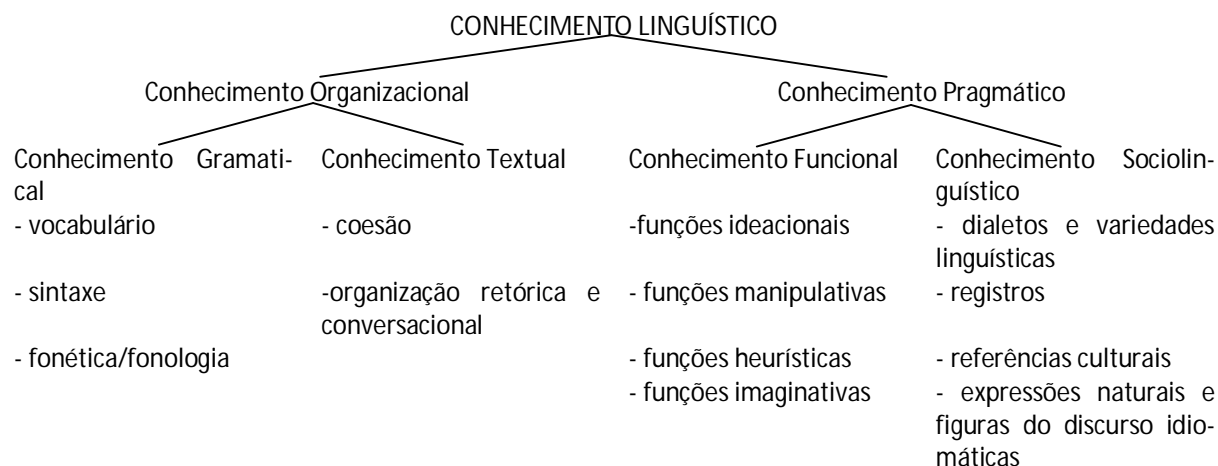 CONHECIMENTO LINGUÍSTICO
Conhecimento Organizacional
Conhecimento Pragmático
Conhecimento Gramati-
cal
- vocabulário
- sintaxe
- fonética/fonologia
Conhecimento Textual
- coesão
-organização retórica e
conversacional
Conhecimento Funcional
-funções ideacionais
- funções manipulativas
- funções heurísticas
- funções imaginativas
Conhecimento Sociolin-
guístico
- dialetos e variedades
linguísticas
- registros
- referências culturais
- expressões naturais e
figuras do discurso idio-
máticas